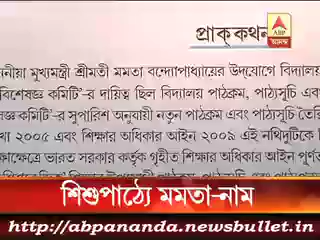 প্রাক্‌কথন
abp
আনন্দ
নীয়া মুখ্যমন্ত্রী শ্রীমতী মমতা বন্দ্যোপাধ্যায়ের উদ্যোগে বিদ্যালয়
বিশেষজ্ঞ কমিটি'-র দায়িত্ব ছিল বিদ্যালয় পাঠক্রম, পাঠ্যসূচি এবং
জ্ঞ কমিটি'-র সুপারিশ অনুযায়ী নতুন পাঠক্রম এবং পাঠ্যসূচি তৈরি
খা ২০০৫ এবং শিক্ষার অধিকার আইন ২০০৯ এই নথিদুটিকে
ক্ষাক্ষেত্রে ভারত সরকার কর্তৃক গৃহীত শিক্ষার অধিকার আইন পূর্ণত
শিশুপাঠ্যে মমতা-নাম
http://abpananda.newsbullet.in